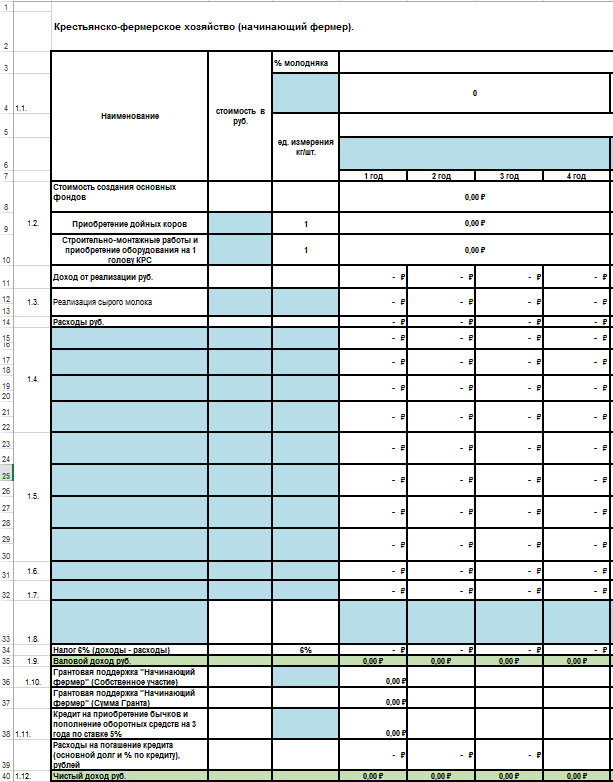 1
2 Крестьянско-фермерское хозяйство (начинающий фермер).
3 % молодняка
4 1.1. 0
Наименование
стоимость в
руб.
5
ед. измерения
кг/шт.
6
7 1 год 2 год 3 год 4 год
Стоимость создания основных
фондов
8 0,00 ₽
9 1.2. Приобретение дойных коров 1 0,00 ₽
Строительно-монтажные работы и
приобретение оборудования на 1
голову КРС
10 1 0,00 ₽
11 Доход от реализации руб. - ₽ - ₽ - ₽ - ₽
12 1.3. Реализация сырого молока - ₽ - ₽ - ₽ - ₽
13
14 Расходы руб. - ₽ - ₽ - ₽ - ₽
15 - ₽ - ₽ - ₽ - ₽
16
17 - ₽ - ₽ - ₽ - ₽
18
19 1.4. - ₽ - ₽ - ₽ - ₽
20
21 - ₽ - ₽ - ₽ - ₽
22
23 - ₽ - ₽ - ₽ - ₽
24
25 - ₽ - ₽ - ₽ - ₽
26
27 1.5. - ₽ - ₽ - ₽ - ₽
28
29 - ₽ - ₽ - ₽ - ₽
30
31 1.6. - ₽ - ₽ - ₽ - ₽
32 1.7. - ₽ - ₽ - ₽ - ₽
33 1.8.
34 Налог 6% (доходы - расходы) 6% - ₽ - ₽ - ₽ - ₽
35 1.9. Валовой доход руб. 0,00 ₽ 0,00 ₽ 0,00 ₽ 0,00 ₽
Грантовая поддержка "Начинающий
фермер" (Собственное участие)
36 1.10. 0,00 ₽
Грантовая поддержка "Начинающий
фермер" (Сумма Гранта)
37 0,00 ₽
Кредит на приобретение бычков и
пополнение оборотных средств на 3
года по ставке 5%
38 1.11. 0,00 ₽
Расходы на погашение кредита
(основной долг и % по кредиту),
рублей
39 - ₽ - ₽ - ₽
40 1.12. Чистый доход руб. 0,00 ₽ 0,00 ₽ 0,00 ₽ 0,00 ₽